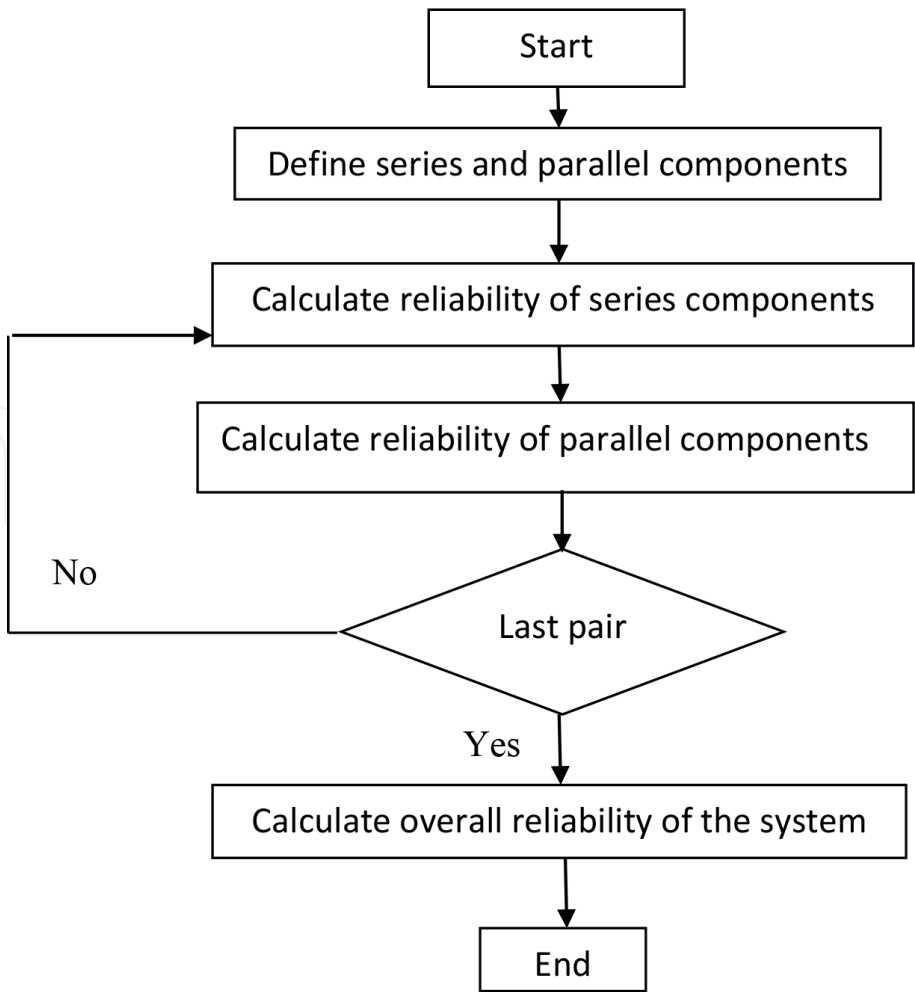 Start
Define series and parallel components
Calculate reliability of series components
Calculate reliability of parallel components
No
Last pair
Yes
Calculate overall reliability of the system
End